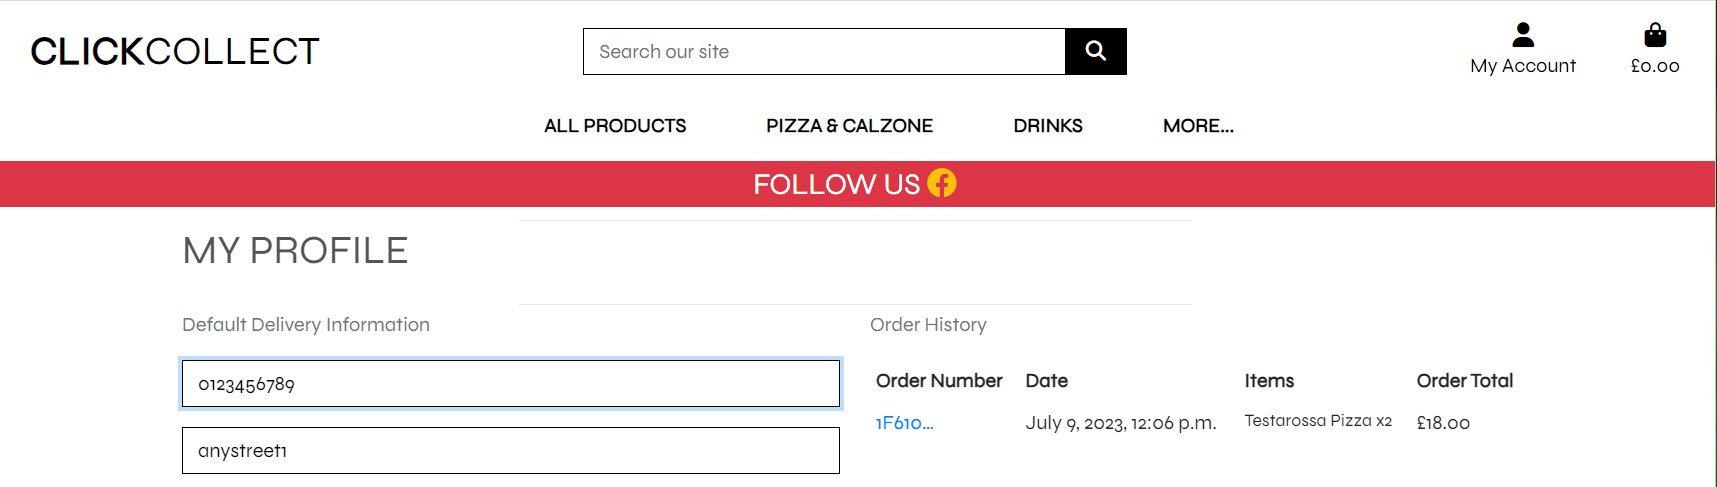 CLICKCOLLECT
Search our site
My Account
£0.00
ALL PRODUCTS PIZZA & CALZONE DRINKS MORE...
FOLLOW US
MY PROFILE
Default Delivery Information
0123456789
anystreet1
Order History
Order Number Date Items Order Total
1F610... July 9, 2023, 12:06 p.m. Testarossa Pizza x2 £18.00